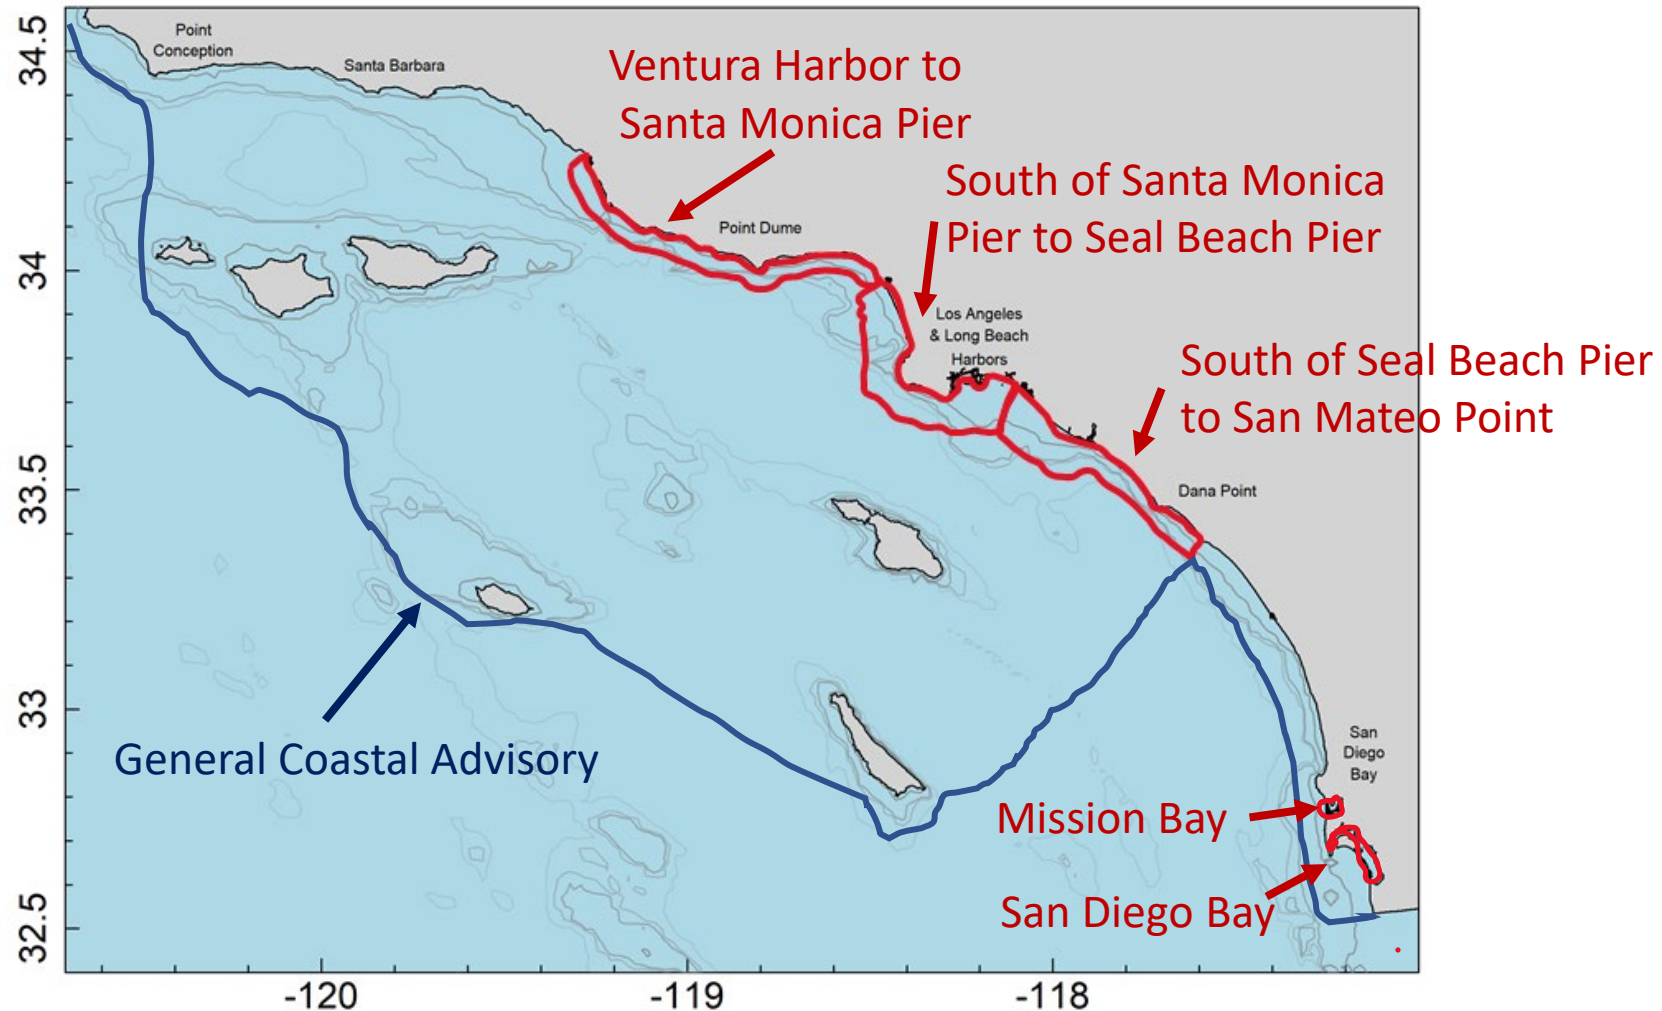 Point
Conception
Santa Barbara
Ventura Harbor to
Santa Monica Pier
South of Santa Monica
Pier to Seal Beach Pier
Point Dume
Los Angeles
& Long Beach
Harbors
South of Seal Beach Pier
to San Mateo Point
Dana Point
General Coastal Advisory
San
Diego
Bay
Mission Bay
San Diego Bay
34.5
34
33.5
33
32.5
-120
-119
-118